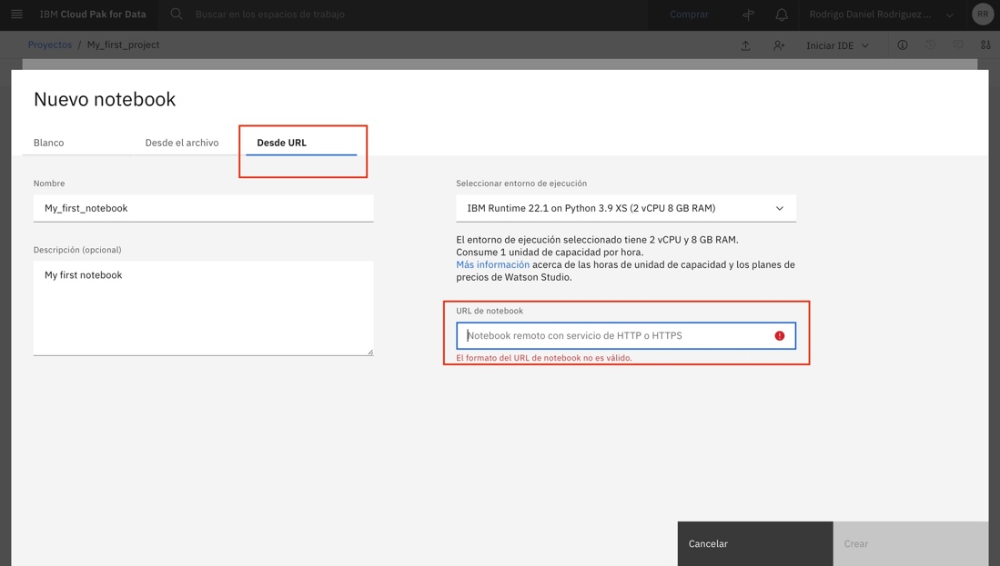 IBM Cloud Pak for Data
Buscar en los espacios de trabajo
Comprar
Rodrigo Daniel Rodriguez ...
RR
Proyectos / My_first_project
Iniciar IDE
Nuevo notebook
Blanco
Desde el archivo
Desde URL
Nombre
My_first_notebook
Descripción (opcional)
My first notebook
Seleccionar entorno de ejecución
IBM Runtime 22.1 on Python 3.9 XS (2 vCPU 8 GB RAM)
El entorno de ejecución seleccionado tiene 2 vCPU y 8 GB RAM.
Consume 1 unidad de capacidad por hora.
Más información acerca de las horas de unidad de capacidad y los planes de
precios de Watson Studio.
URL de notebook
Notebook remoto con servicio de HTTP o HTTPS
El formato del URL de notebook no es válido.
Cancelar
Crear